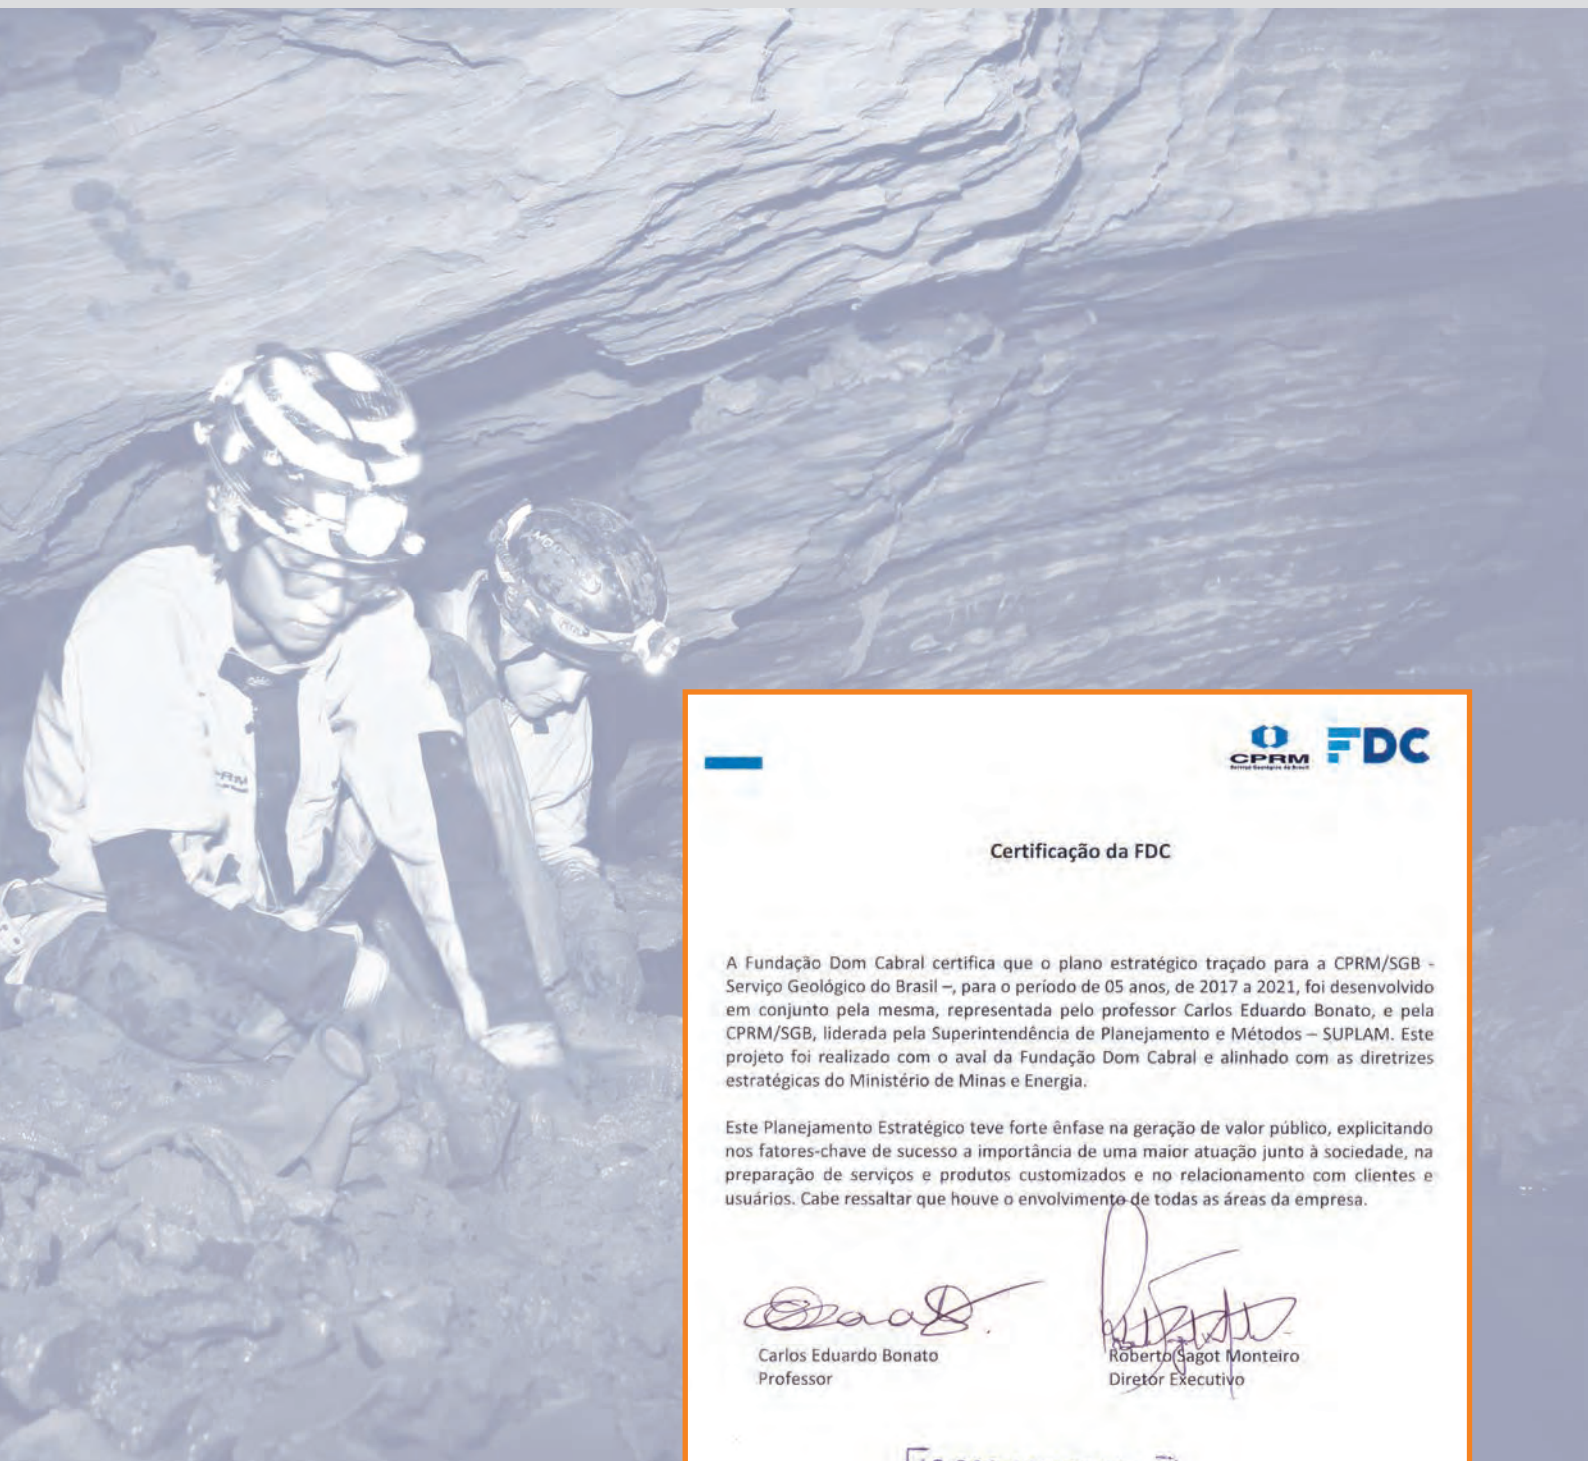 CPRM
Serviço Geológico do Brasil
FDC
Certificação da FDC
A Fundação Dom Cabral certifica que o plano estratégico traçado para a CPRM/SGB -
Serviço Geológico do Brasil –, para o período de 05 anos, de 2017 a 2021, foi desenvolvido
em conjunto pela mesma, representada pelo professor Carlos Eduardo Bonato, e pela
CPRM/SGB, liderada pela Superintendência de Planejamento e Métodos – SUPLAM. Este
projeto foi realizado com o aval da Fundação Dom Cabral e alinhado com as diretrizes
estratégicas do Ministério de Minas e Energia.
Este Planejamento Estratégico teve forte ênfase na geração de valor público, explicitando
nos fatores-chave de sucesso a importância de uma maior atuação junto à sociedade, na
preparação de serviços e produtos customizados e no relacionamento com clientes e
usuários. Cabe ressaltar que houve o envolvimento de todas as áreas da empresa.
Carlos Eduardo Bonato
Professor
Roberto Sagot Monteiro
Diretor Executivo